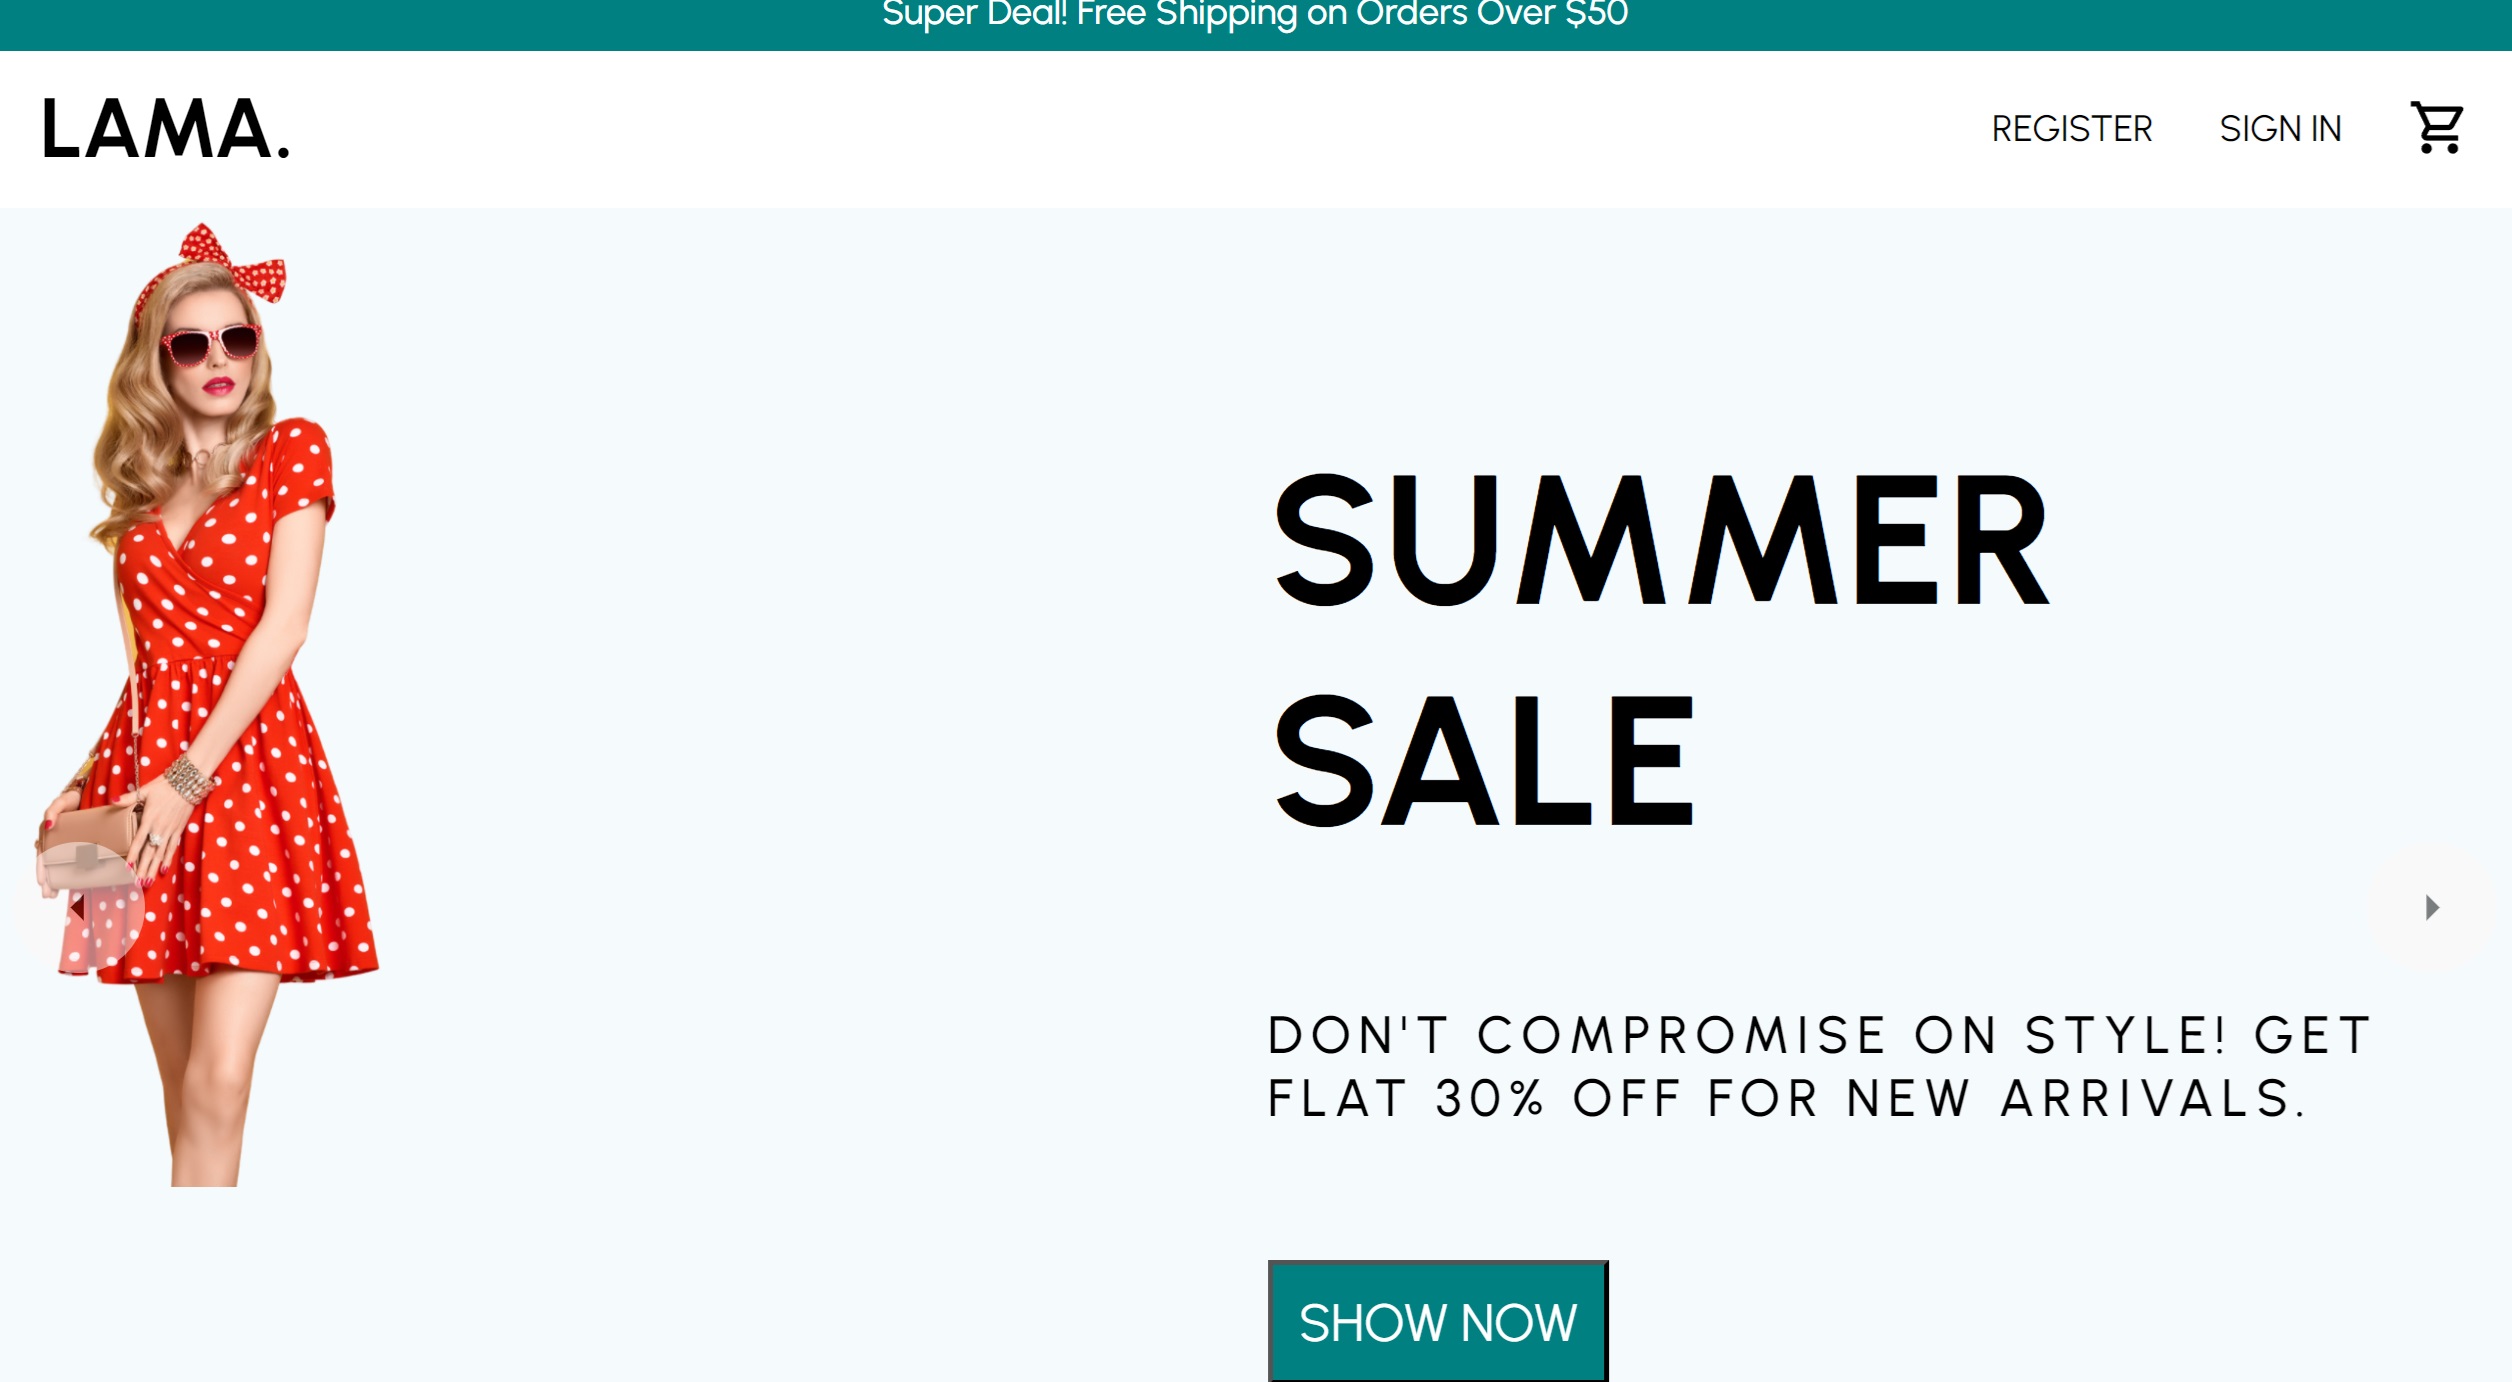 Super Deal! Free Shipping on Orders Over $50
LAMA.
REGISTER SIGN IN
SUMMER
SALE
DON'T COMPROMISE ON STYLE! GET
FLAT 30% OFF FOR NEW ARRIVALS.
SHOW NOW